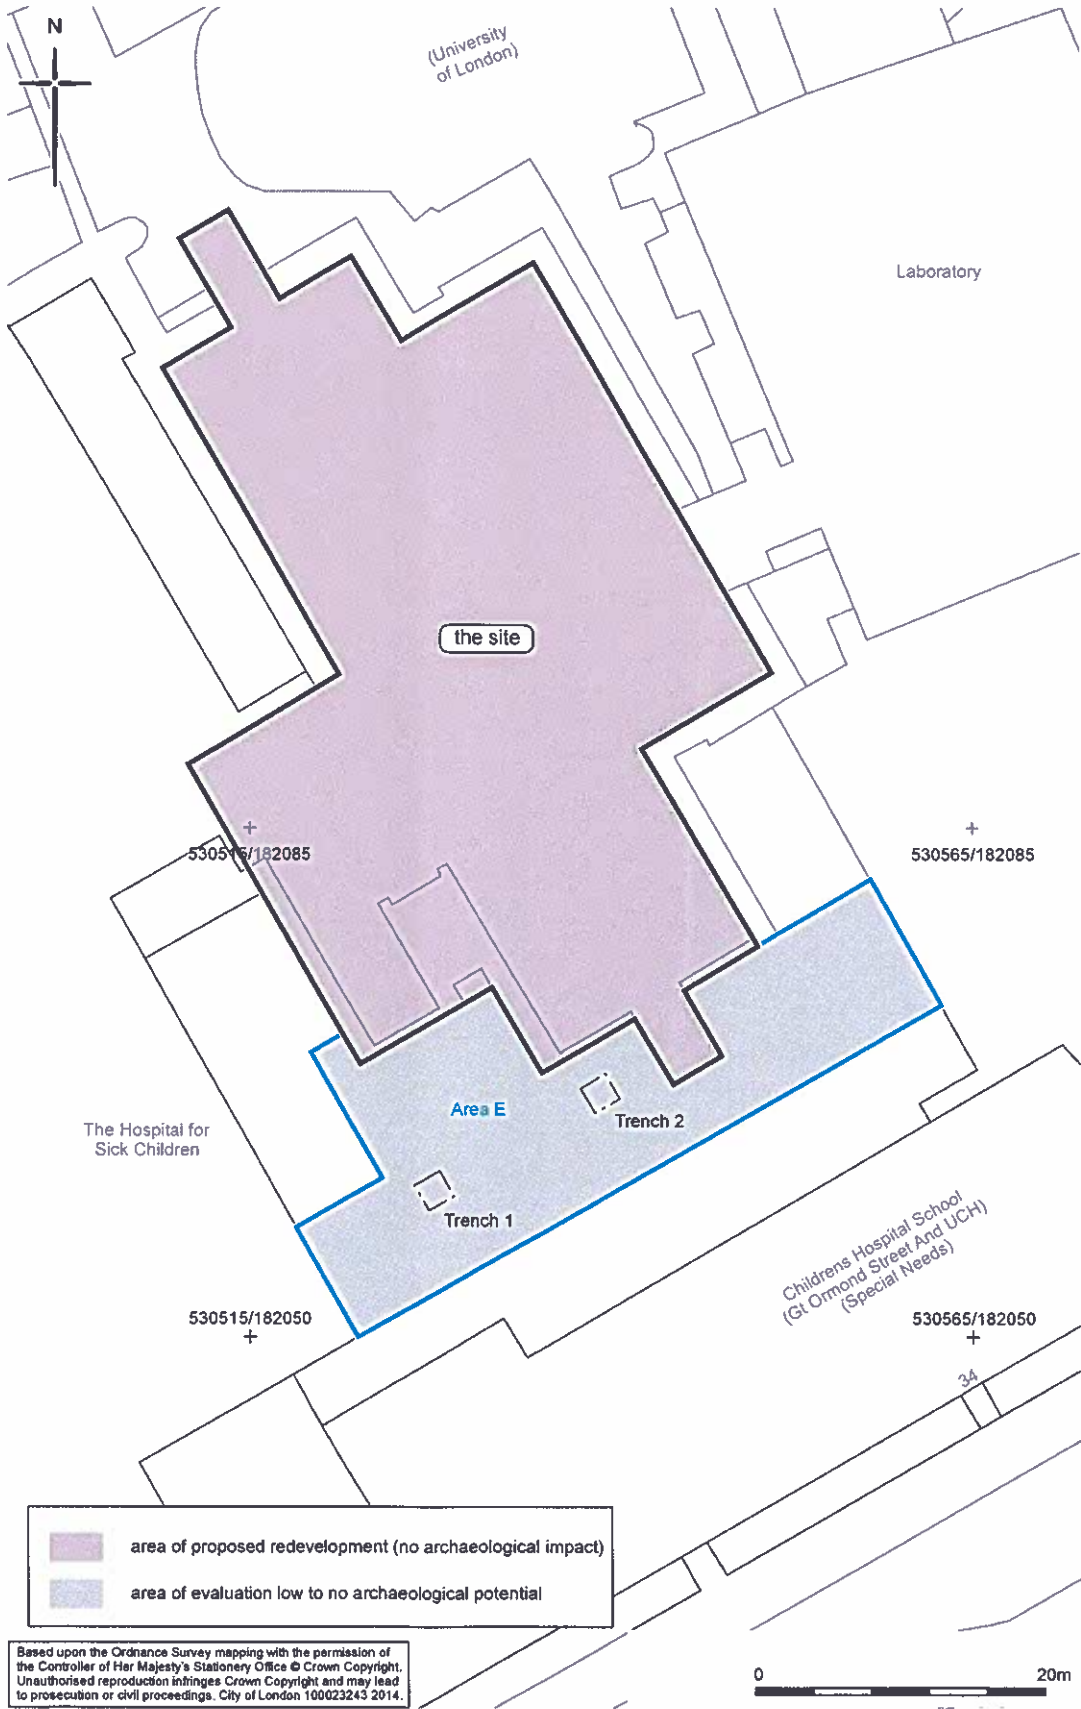 N
(University
of London)
Laboratory
the site
530515/182085
530565/182085
Area E
Trench 2
The Hospital for
Sick Children
Trench 1
Childrens Hospital School
(Gt Ormond Street And UCH)
(Special Needs)
530515/182050
530565/182050
34
area of proposed redevelopment (no archaeological impact)
area of evaluation low to no archaeological potential
Based upon the Ordnance Survey mapping with the permission of
the Controller of Her Majesty's Stationery Office © Crown Copyright.
Unauthorised reproduction infringes Crown Copyright and may lead
to prosecution or civil proceedings. City of London 100023243 2014.
0 20m